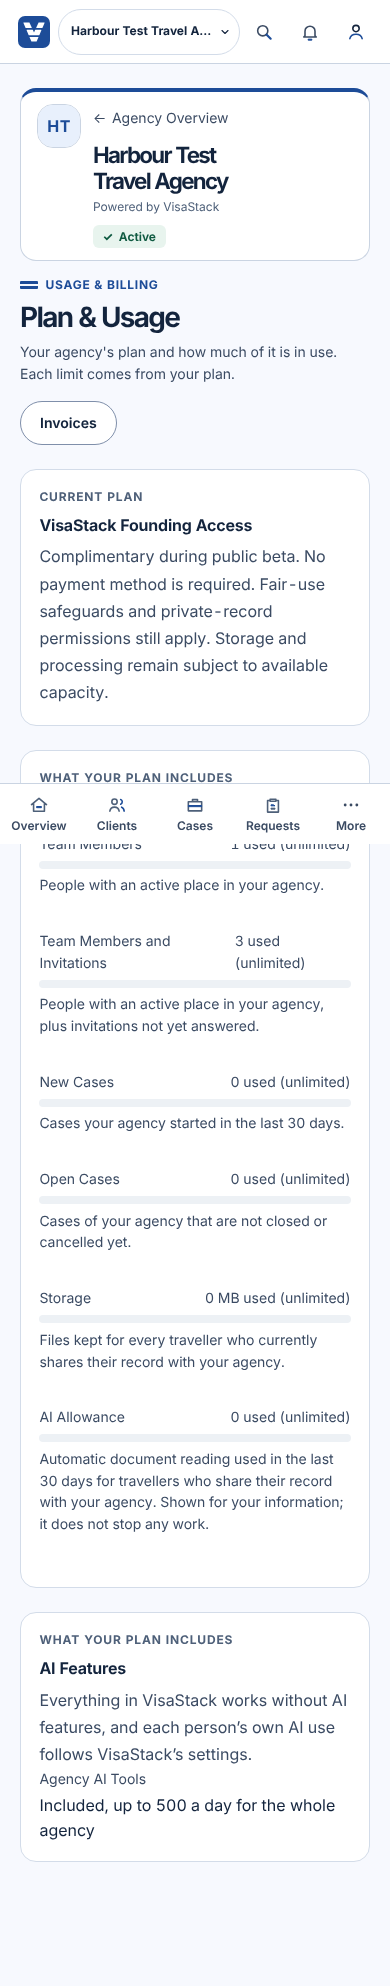 Harbour Test Travel A...
HT
← Agency Overview
Harbour Test
Travel Agency
Powered by VisaStack
✓ Active
USAGE & BILLING
Plan & Usage
Your agency's plan and how much of it is in use.
Each limit comes from your plan.
Invoices
CURRENT PLAN
VisaStack Founding Access
Complimentary during public beta. No
payment method is required. Fair-use
safeguards and private-record
permissions still apply. Storage and
processing remain subject to available
capacity.
WHAT YOUR PLAN INCLUDES
Overview Clients Cases Requests More
Team Members 1 used (unlimited)
People with an active place in your agency.
Team Members and 3 used
Invitations (unlimited)
People with an active place in your agency,
plus invitations not yet answered.
New Cases 0 used (unlimited)
Cases your agency started in the last 30 days.
Open Cases 0 used (unlimited)
Cases of your agency that are not closed or
cancelled yet.
Storage 0 MB used (unlimited)
Files kept for every traveller who currently
shares their record with your agency.
AI Allowance 0 used (unlimited)
Automatic document reading used in the last
30 days for travellers who share their record
with your agency. Shown for your information;
it does not stop any work.
WHAT YOUR PLAN INCLUDES
AI Features
Everything in VisaStack works without AI
features, and each person’s own AI use
follows VisaStack’s settings.
Agency AI Tools
Included, up to 500 a day for the whole
agency